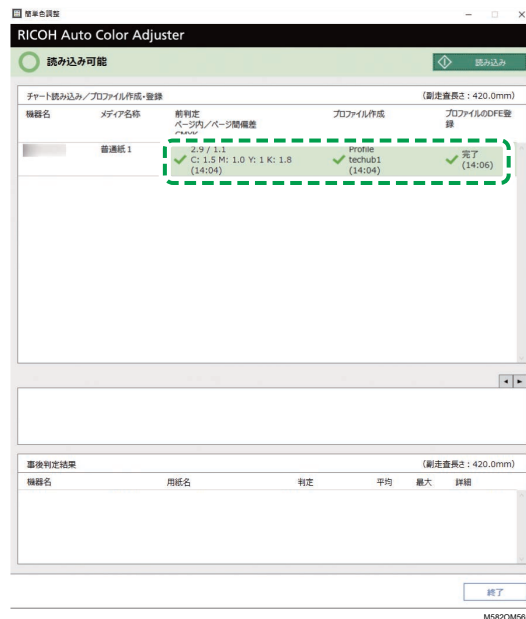 簡単色調整
RICOH Auto Color Adjuster
読み込み可能
読み込み
チャート読み込み／プロファイル作成・登録
(副走査長さ : 420.0mm)
機器名
メディア名称
前判定
ページ内／ページ間偏差
CMYK
プロファイル作成
プロファイルのDFE登録
普通紙 1
2.9 / 1.1
C: 1.5 M: 1.0 Y: 1 K: 1.8
(14:04)
Profile
techub1
(14:04)
完了
(14:06)
事後判定結果
(副走査長さ : 420.0mm)
機器名 用紙名 判定 平均 最大 詳細
終了
M582OM56